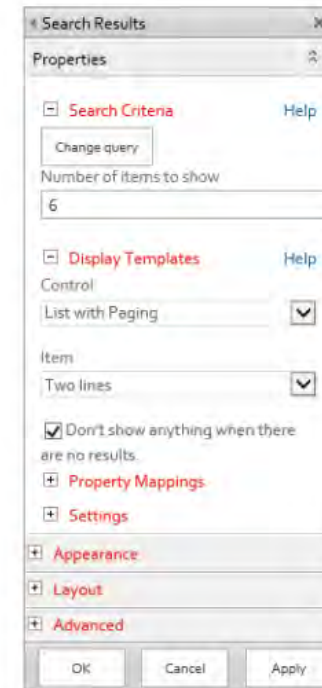 Search Results
Properties
Search Criteria Help
Change query
Number of items to show
6
Display Templates Help
Control
List with Paging
Item
Two lines
Don't show anything when there
are no results.
Property Mappings
Settings
Appearance
Layout
Advanced
OK Cancel Apply